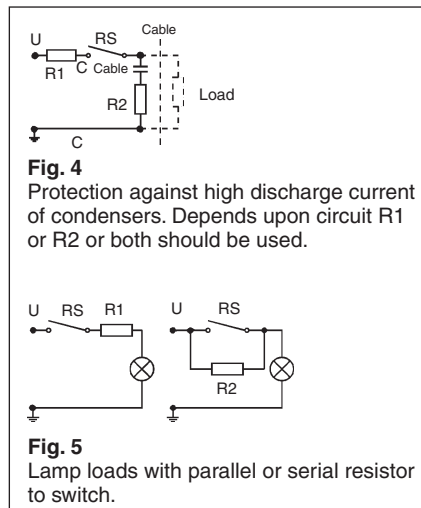 Cable
U RS
R1 C Cable
R2 Load
C
Fig. 4
Protection against high discharge current
of condensers. Depends upon circuit R1
or R2 or both should be used.
U RS R1 U RS
R2
Fig. 5
Lamp loads with parallel or serial resistor
to switch.